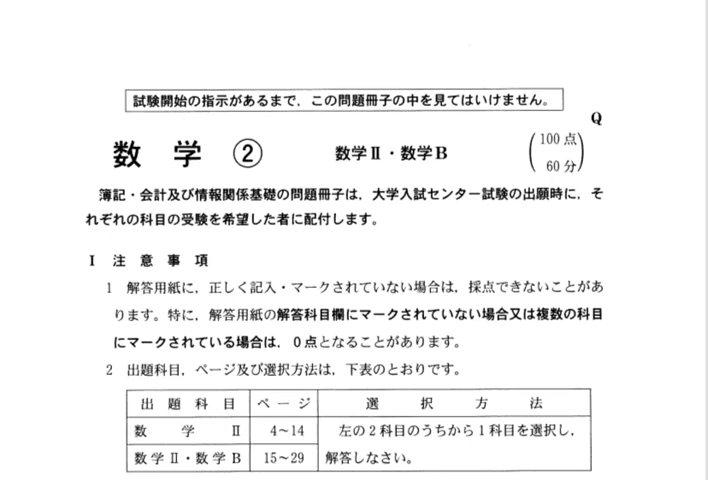 試験開始の指示があるまで，この問題冊子の中を見てはいけません。
Q
数 学 ② 数学Ⅱ・数学B (100点 60分)
簿記・会計及び情報関係基礎の問題冊子は，大学入試センター試験の出願時に，そ
れぞれの科目の受験を希望した者に配付します。
Ⅰ 注意事項
1 解答用紙に，正しく記入・マークされていない場合は，採点できないことがあ
ります。特に，解答用紙の解答科目欄にマークされていない場合又は複数の科目
にマークされている場合は，0点となることがあります。
2 出題科目，ページ及び選択方法は，下表のとおりです。
出題科目 ページ 選択方法
数学Ⅱ 4～14 左の2科目のうちから1科目を選択し，
数学Ⅱ・数学B 15～29 解答しなさい。